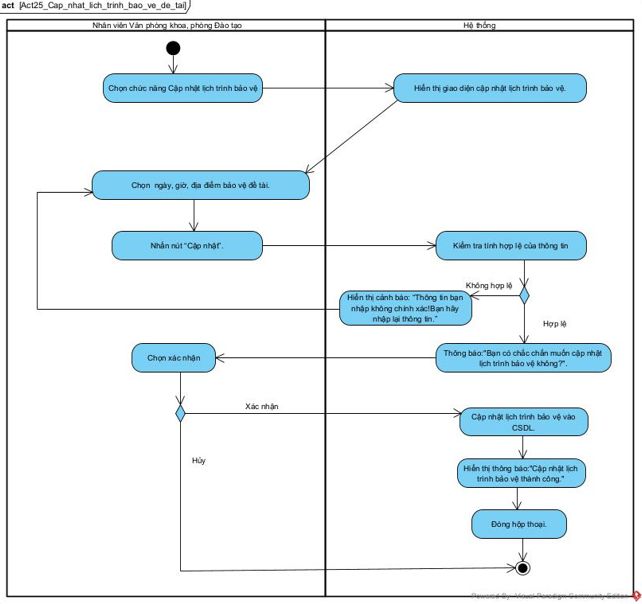 act [Act25_Cap_nhat_lich_trinh_bao_ve_de_tai]
Nhân viên Văn phòng khoa, phòng Đào tạo
Hệ thống
Chọn chức năng Cập nhật lịch trình bảo vệ
Hiển thị giao diện cập nhật lịch trình bảo vệ.
Chọn ngày, giờ, địa điểm bảo vệ đề tài.
Nhấn nút "Cập nhật".
Kiểm tra tính hợp lệ của thông tin
Không hợp lệ
Hiển thị cảnh báo: "Thông tin bạn
nhập không chính xác!Bạn hãy
nhập lại thông tin."
Hợp lệ
Chọn xác nhận
Thông báo:"Bạn có chắc chắn muốn cập nhật
lịch trình bảo vệ không?".
Xác nhận
Cập nhật lịch trình bảo vệ vào
CSDL.
Hủy
Hiển thị thông báo:"Cập nhật lịch
trình bảo vệ thành công."
Đóng hộp thoại.
Powered By Visual Paradigm Community Edition